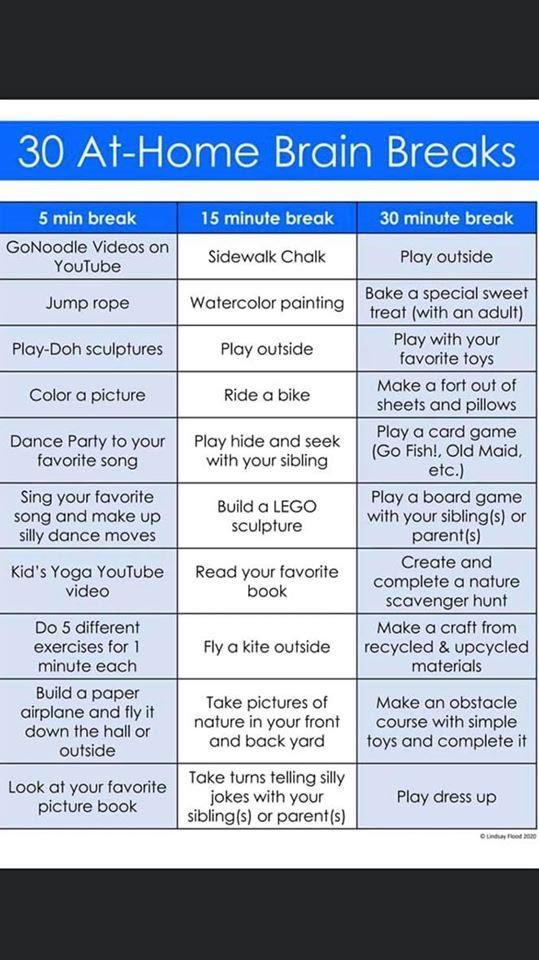 30 At-Home Brain Breaks
5 min break
15 minute break
30 minute break
GoNoodle Videos on
YouTube
Sidewalk Chalk
Play outside
Jump rope
Watercolor painting
Bake a special sweet
treat (with an adult)
Play-Doh sculptures
Play outside
Play with your
favorite toys
Color a picture
Ride a bike
Make a fort out of
sheets and pillows
Dance Party to your
favorite song
Play hide and seek
with your sibling
Play a card game
(Go Fish!, Old Maid,
etc.)
Sing your favorite
song and make up
silly dance moves
Build a LEGO
sculpture
Play a board game
with your sibling(s) or
parent(s)
Kid's Yoga YouTube
video
Read your favorite
book
Create and
complete a nature
scavenger hunt
Do 5 different
exercises for 1
minute each
Fly a kite outside
Make a craft from
recycled & upcycled
materials
Build a paper
airplane and fly it
down the hall or
outside
Take pictures of
nature in your front
and back yard
Make an obstacle
course with simple
toys and complete it
Look at your favorite
picture book
Take turns telling silly
jokes with your
sibling(s) or parent(s)
Play dress up
© Lindsay Flood 2020